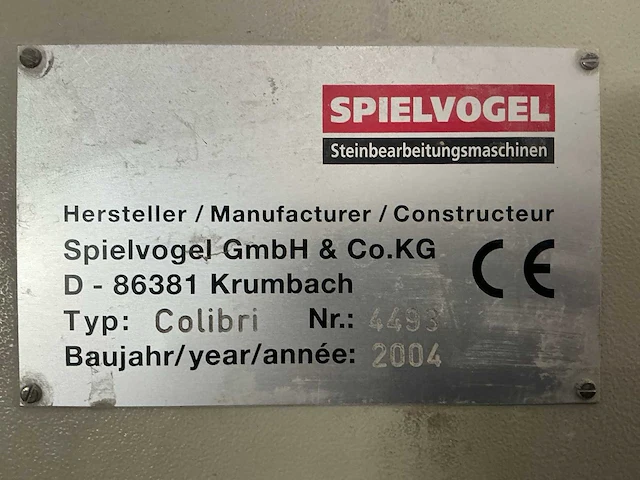 SPIELVOGEL
Steinbearbeitungsmaschinen
Hersteller / Manufacturer / Constructeur
Spielvogel GmbH & Co.KG
D - 86381 Krumbach
CE
Typ: Colibri Nr.: 4493
Baujahr/year/année: 2004